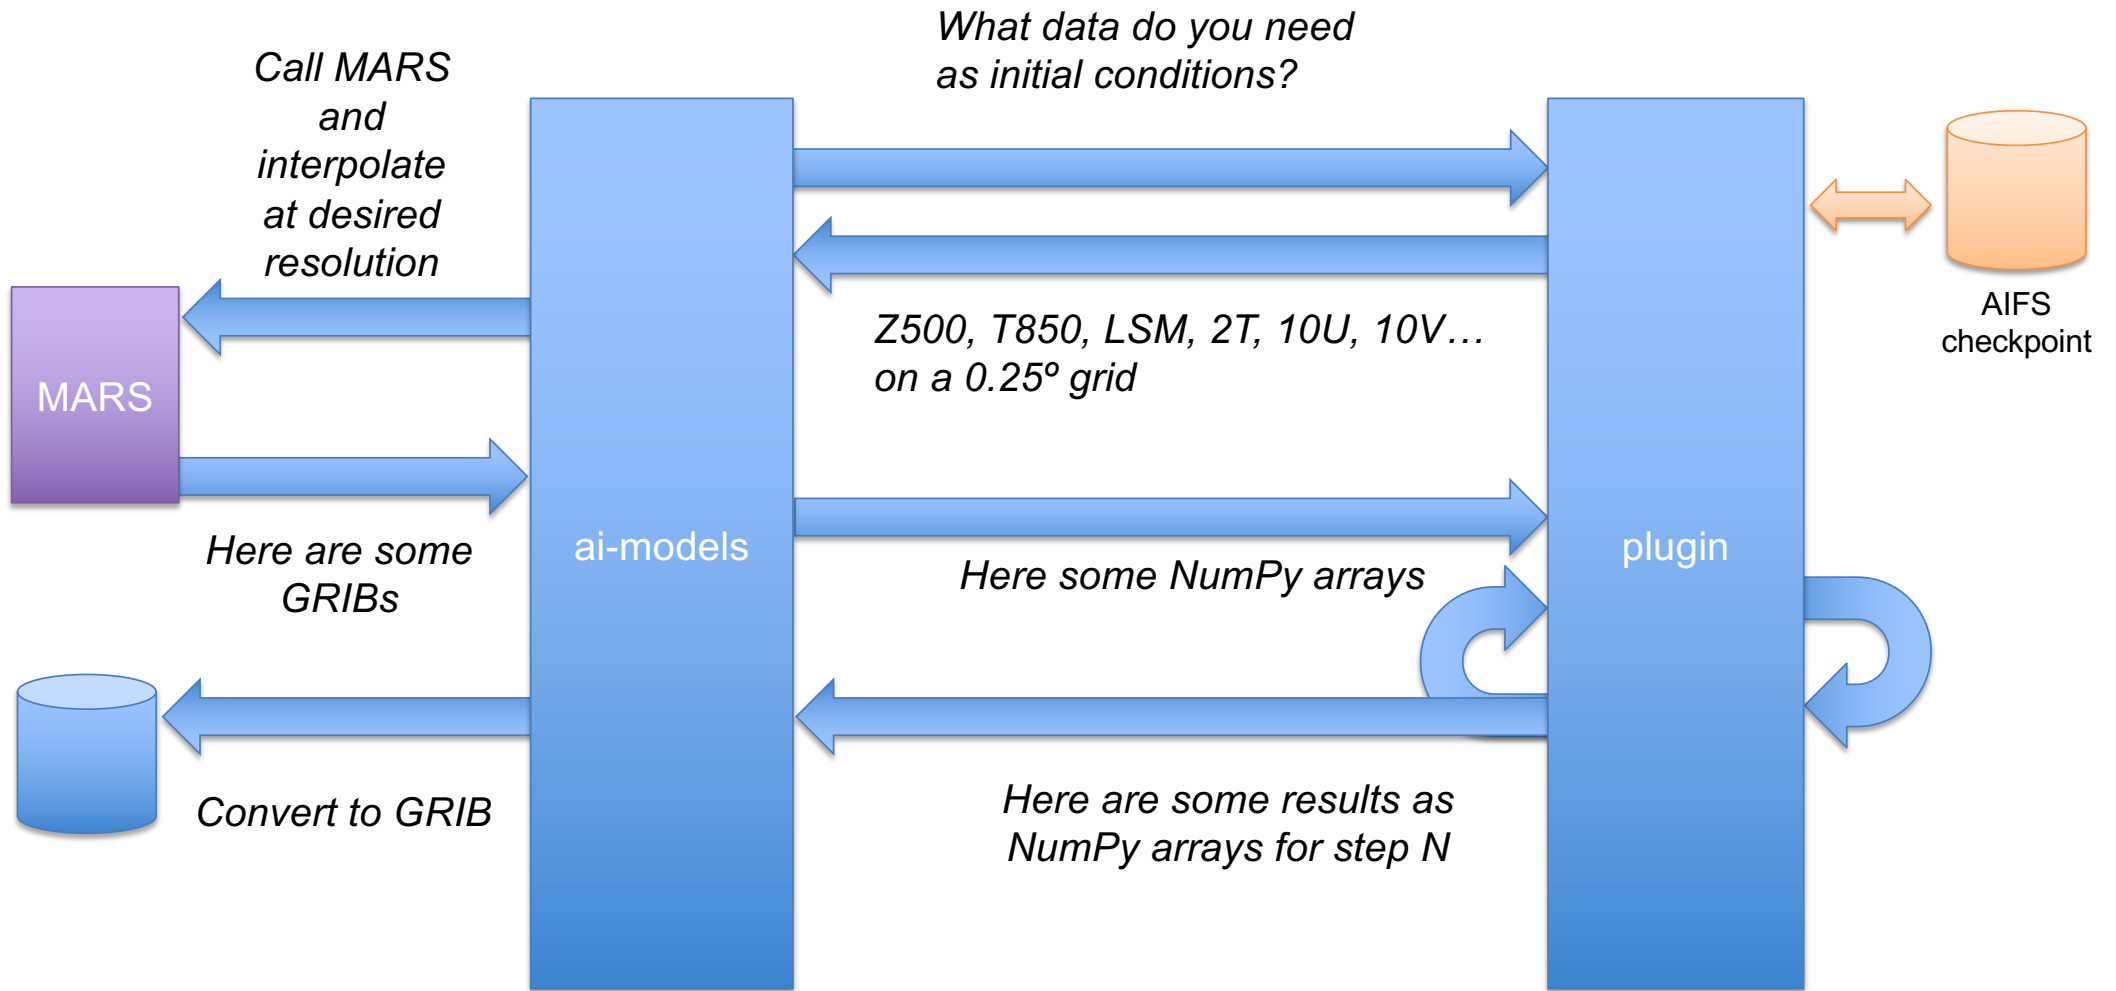 What data do you need
as initial conditions?
Call MARS
and
interpolate
at desired
resolution
Z500, T850, LSM, 2T, 10U, 10V…
on a 0.25º grid
AIFS
checkpoint
MARS
Here are some
GRIBs
ai-models
Here some NumPy arrays
plugin
Convert to GRIB
Here are some results as
NumPy arrays for step N